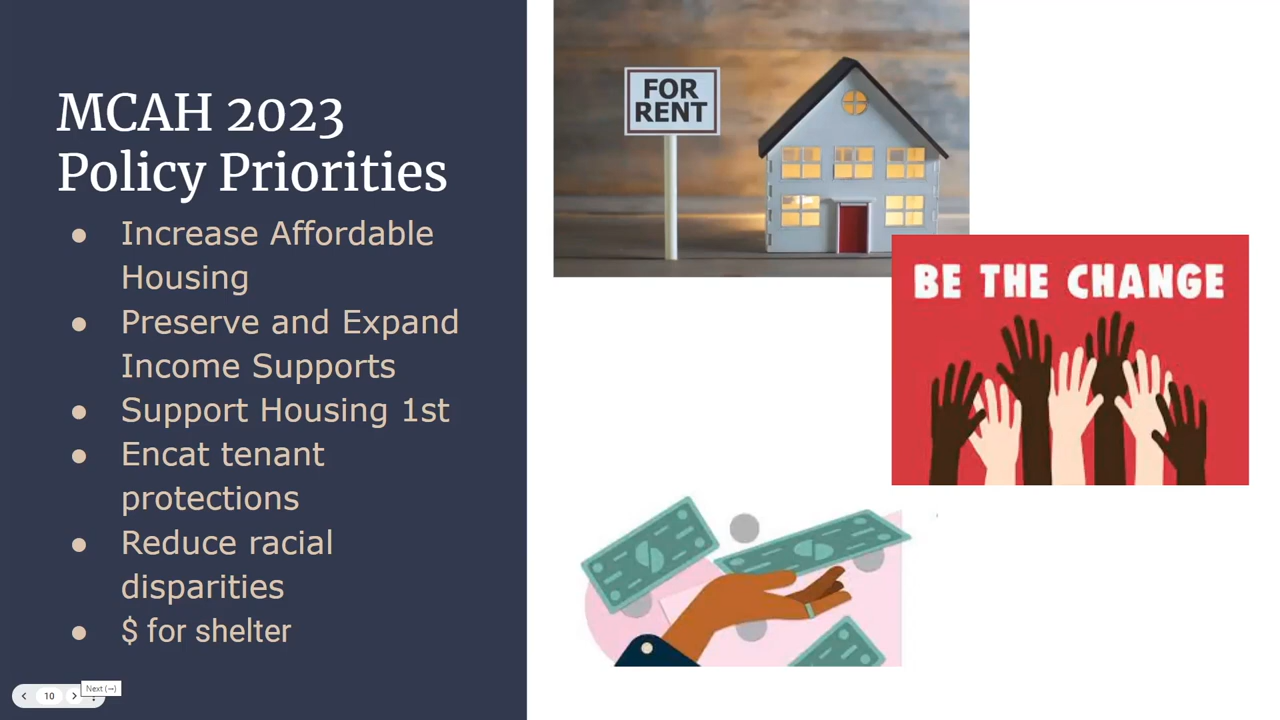 MCAH 2023
Policy Priorities
● Increase Affordable
Housing
● Preserve and Expand
Income Supports
● Support Housing 1st
● Encat tenant
protections
● Reduce racial
disparities
● $ for shelter
FOR
RENT
BE THE CHANGE
10
Next (→)